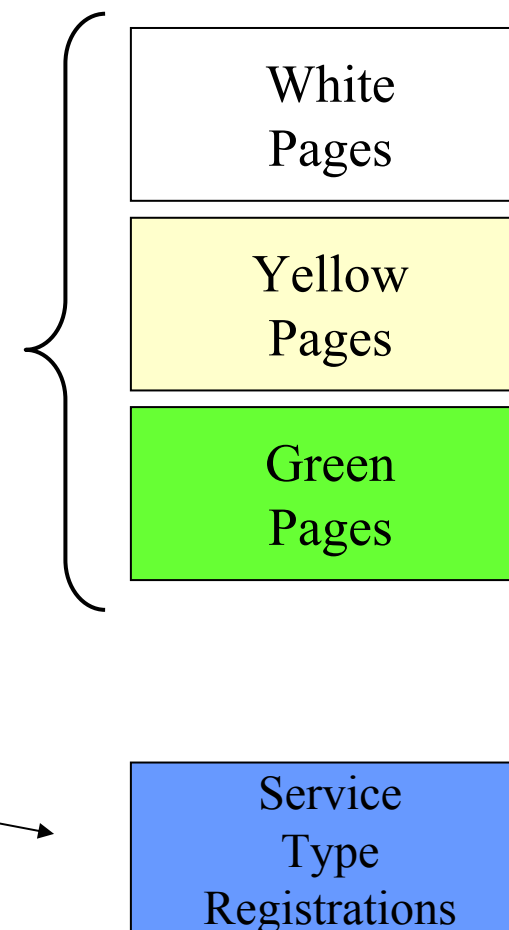 White
Pages
Yellow
Pages
Green
Pages
Service
Type
Registrations